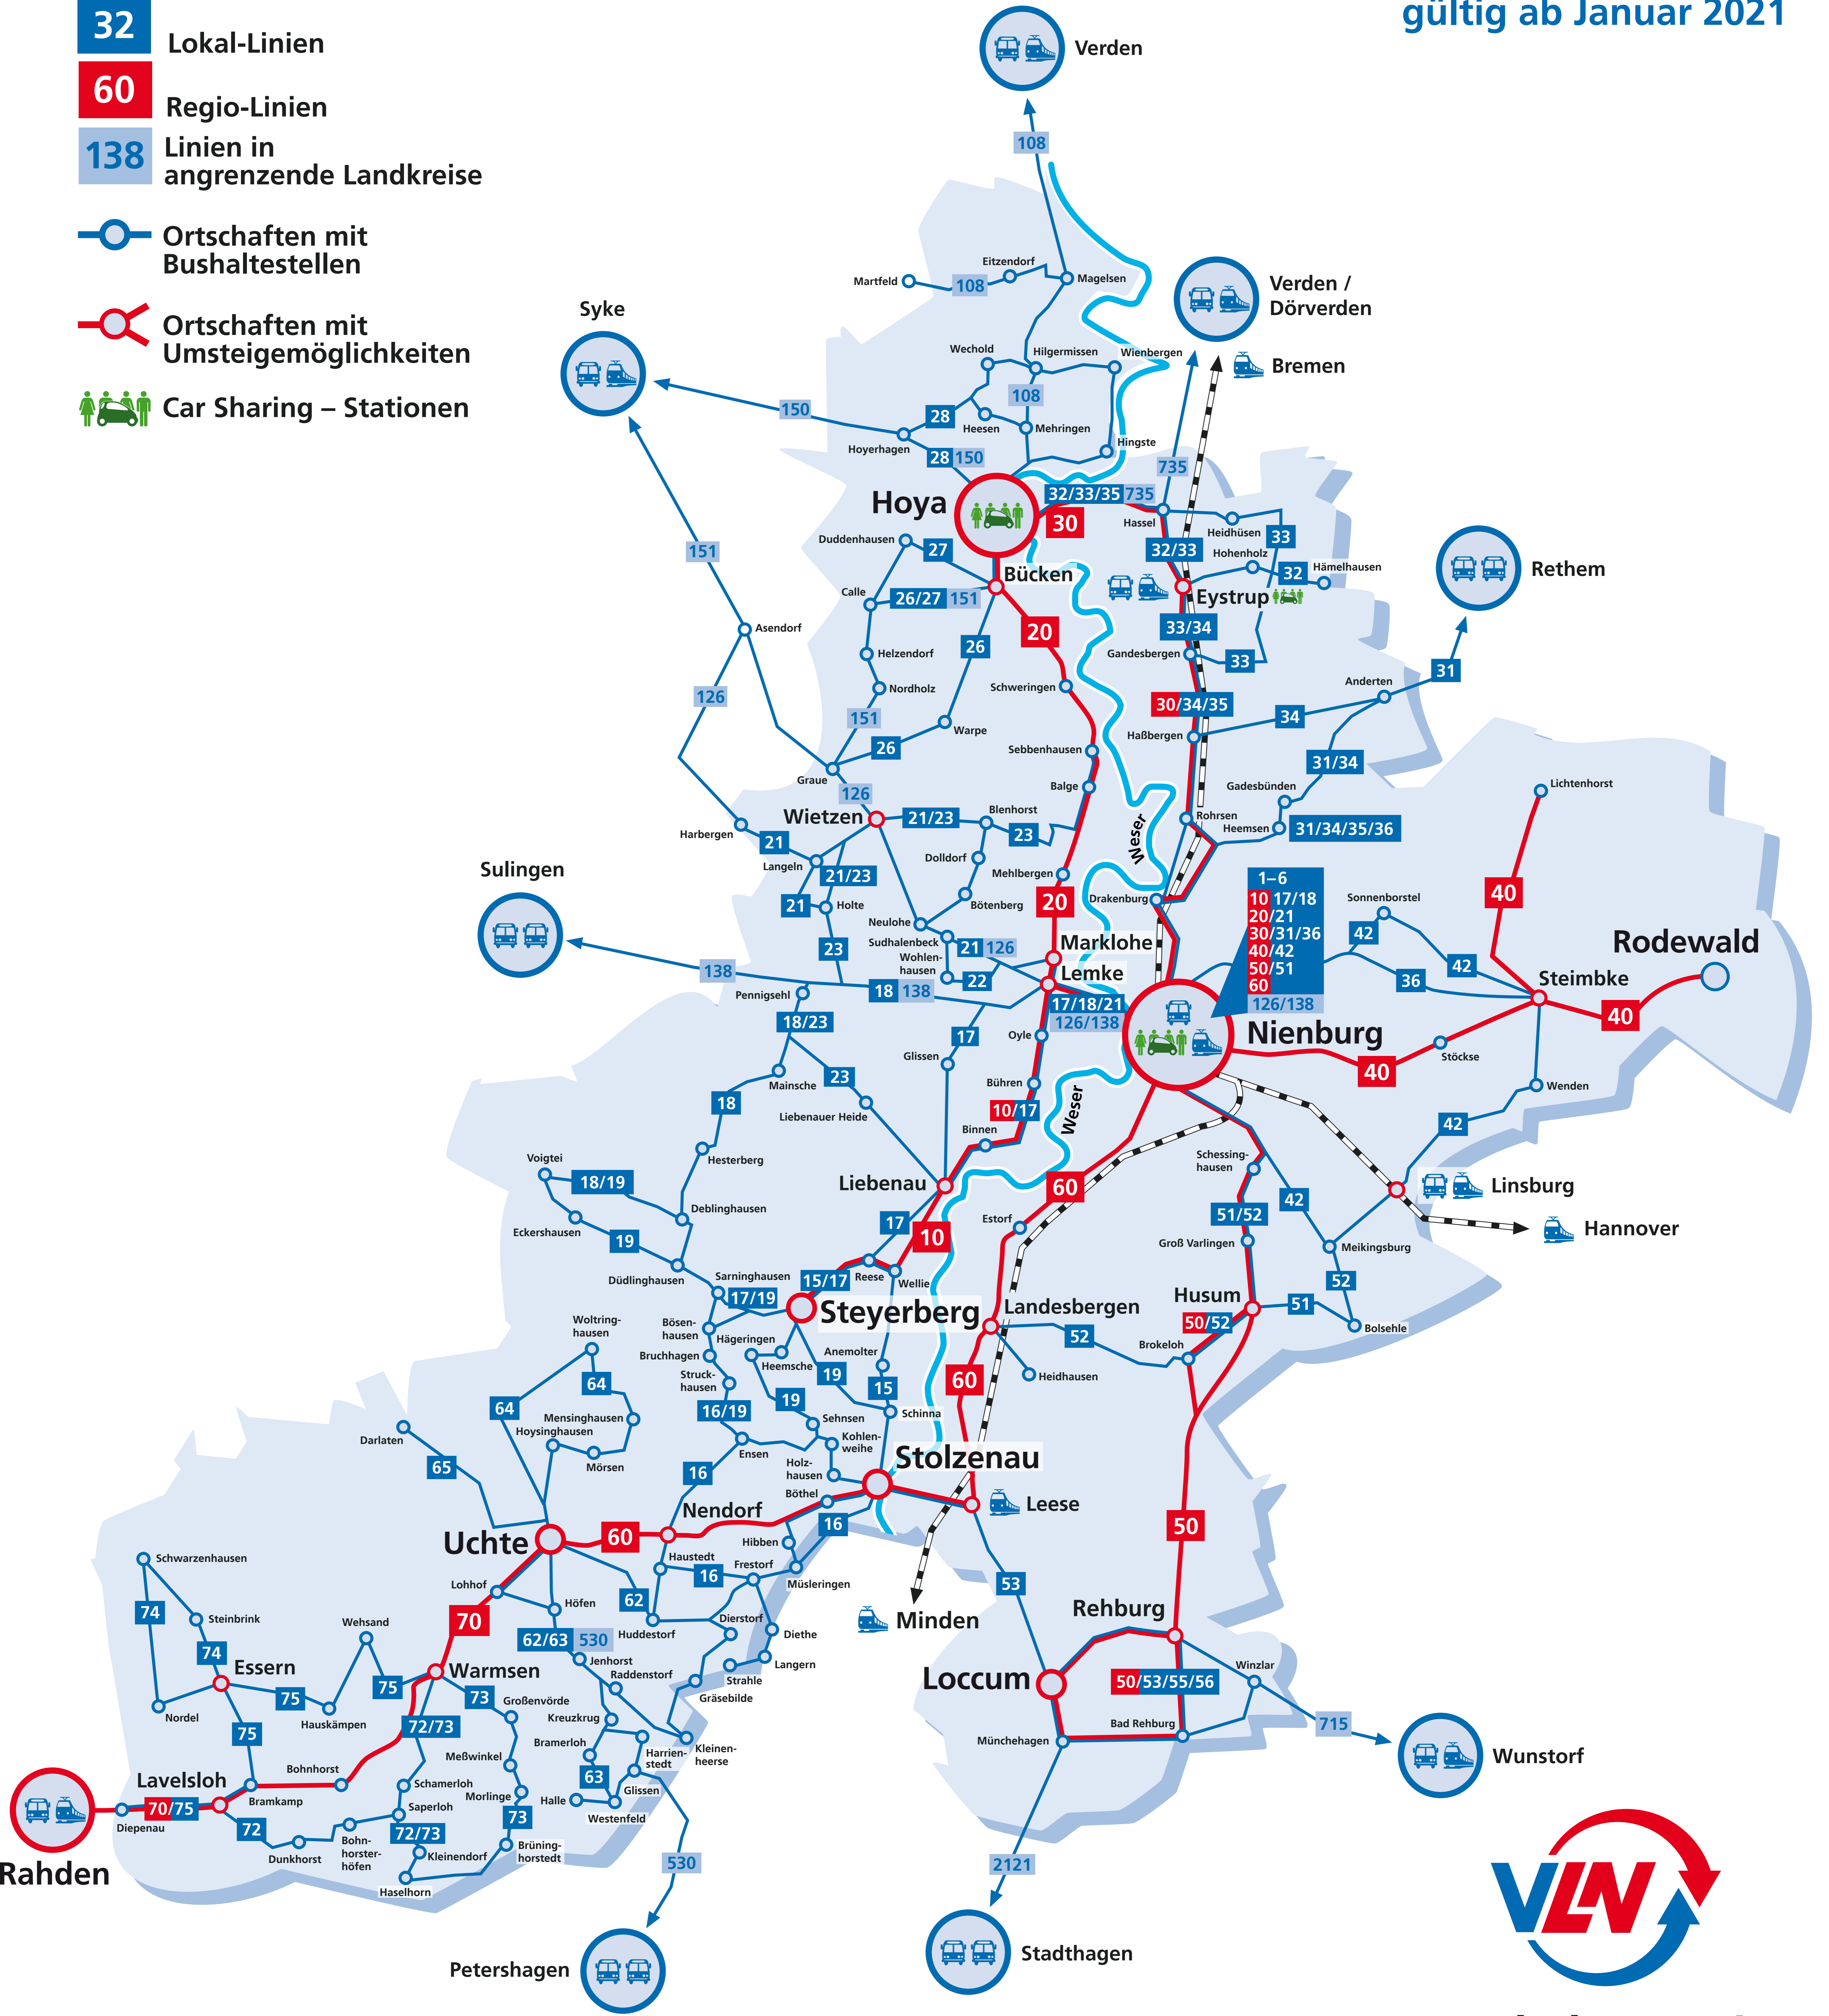 gültig ab Januar 2021
32 Lokal-Linien
60 Regio-Linien
138 Linien in
angrenzende Landkreise
Ortschaften mit
Bushaltestellen
Ortschaften mit
Umsteigemöglichkeiten
Car Sharing – Stationen
Verden
108
Eitzendorf
Martfeld
108
Magelsen
Verden /
Dörverden
Syke
Bremen
Wechold
Hilgermissen
Wienbergen
150
28
108
Heesen
Mehringen
Hoyerhagen
Hingste
28 150
735
Hoya
32/33/35 735
30
Hassel
Heidhüsen
33
Duddenhausen
27
32/33
Hohenholz
151
Bücken
32
Hämelhausen
Rethem
Calle
26/27 151
Eystrup
Asendorf
20
33/34
26
Helzendorf
Gandesbergen
33
31
Nordholz
Schweringen
Anderten
126
151
30/34/35
34
Warpe
Haßbergen
26
Sebbenhausen
31/34
Graue
Balge
Gadesbünden
Lichtenhorst
126
Wietzen
21/23
Blenhorst
23
Weser
Rohrsen
Heemsen
31/34/35/36
Harbergen
21
Langeln
Dolldorf
Sulingen
21/23
Mehlbergen
1–6
10 17/18
20/21
30/31/36
40/42
50/51
60
126/138
21
Holte
Bötenberg
20
Drakenburg
Sonnenborstel
40
Neulohe
42
Rodewald
23
Sudhalenbeck
21 126
Marklohe
Wohlen-
hausen
22
Lemke
42
36
Steimbke
138
18 138
Pennigsehl
17/18/21
126/138
40
18/23
17
Oyle
Nienburg
Glissen
Stöckse
40
Mainsche
23
Bühren
Wenden
18
Liebenauer Heide
10/17
Weser
42
Binnen
Hesterberg
Schessing-
hausen
Voigtei
18/19
Liebenau
60
Linsburg
42
Deblinghausen
17
Estorf
51/52
Hannover
Eckershausen
19
10
Groß Varlingen
Meikingsburg
Düdlinghausen
Sarninghausen
15/17
Reese
Wellie
52
17/19
Steyerberg
Landesbergen
Husum
51
Woltring-
hausen
Bösen-
hausen
Hägeringen
50/52
Bolsehle
52
Brokeloh
Bruchhagen
Heemsche
Anemolter
64
Struck-
hausen
19
15
60
Heidhausen
64
19
16/19
Schinna
Mensinghausen
Sehnsen
Hoysinghausen
Darlaten
Kohlen-
weihe
Ensen
65
Mörsen
16
Holz-
hausen
Stolzenau
Böthel
Leese
Nendorf
50
Uchte
60
16
Hibben
Schwarzenhausen
Haustedt
Frestorf
16
Müsleringen
53
Lohhof
62
74
Steinbrink
Wehsand
70
Höfen
Minden
Rehburg
Dierstorf
62/63 530
Huddestorf
Diethe
74
Essern
Warmsen
Jenhorst
Langern
Loccum
Winzlar
75
75
73
Raddenstorf
Strahle
50/53/55/56
Nordel
Hauskämpen
Großenvörde
Gräsebilde
75
72/73
Kreuzkrug
715
Bad Rehburg
Bramerloh
Harrien-
stedt
Kleinen-
heerse
Münchehagen
Wunstorf
Meßwinkel
Lavelsloh
Bohnhorst
63
Schamerloh
Glissen
Bramkamp
Morlinge
Halle
70/75
Saperloh
Westenfeld
Diepenau
72
72/73
73
Rahden
Dunkhorst
Bohn-
horster-
höfen
Kleinendorf
Brüning-
horstedt
Haselhorn
530
2121
Petershagen
Stadthagen
VLN